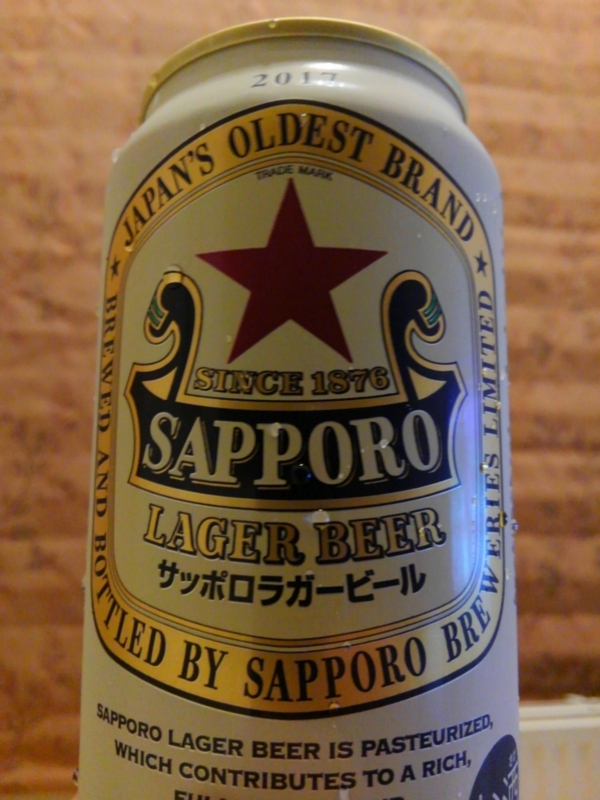 2017
★ JAPAN'S OLDEST BRAND ★
TRADE MARK
SINCE 1876
SAPPORO
LAGER BEER
サッポロラガービール
BREWED AND BOTTLED BY SAPPORO BREWERIES LIMITED
SAPPORO LAGER BEER IS PASTEURIZED,
WHICH CONTRIBUTES TO A RICH,